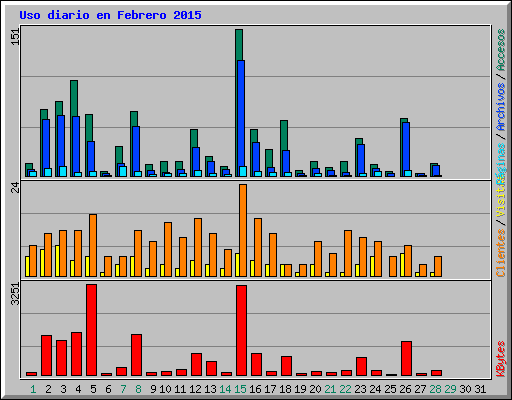 Uso diario en Febrero 2015
151
24
3251
Accesos / Archivos / Páginas
Clientes / Visitas
KBytes
1 2 3 4 5 6 7 8 9 10 11 12 13 14 15 16 17 18 19 20 21 22 23 24 25 26 27 28 29 30 31